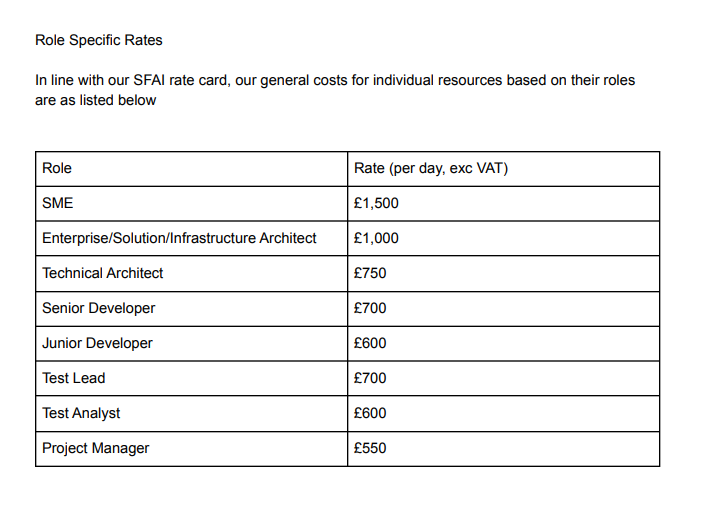 Role Specific Rates
In line with our SFAI rate card, our general costs for individual resources based on their roles
are as listed below
Role Rate (per day, exc VAT)
SME £1,500
Enterprise/Solution/Infrastructure Architect £1,000
Technical Architect £750
Senior Developer £700
Junior Developer £600
Test Lead £700
Test Analyst £600
Project Manager £550